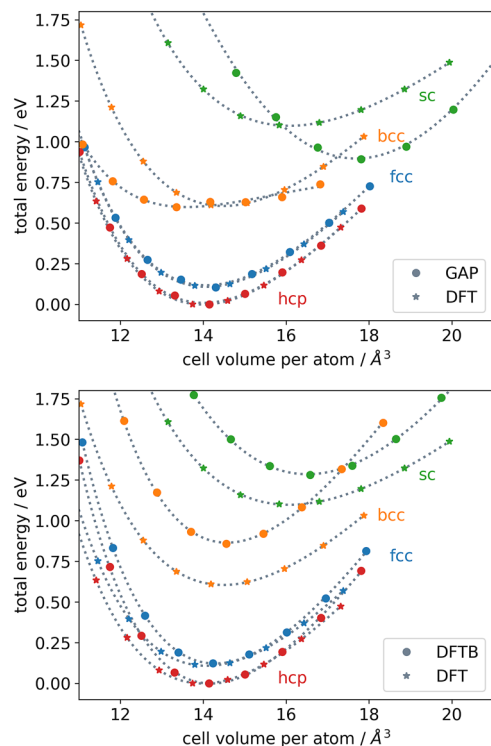 1.75
1.50
1.25
1.00
0.75
0.50
0.25
0.00
total energy / eV
sc
bcc
fcc
hcp
GAP
DFT
12 14 16 18 20
cell volume per atom / Å³
1.75
1.50
1.25
1.00
0.75
0.50
0.25
0.00
total energy / eV
sc
bcc
fcc
hcp
DFTB
DFT
12 14 16 18 20
cell volume per atom / Å³